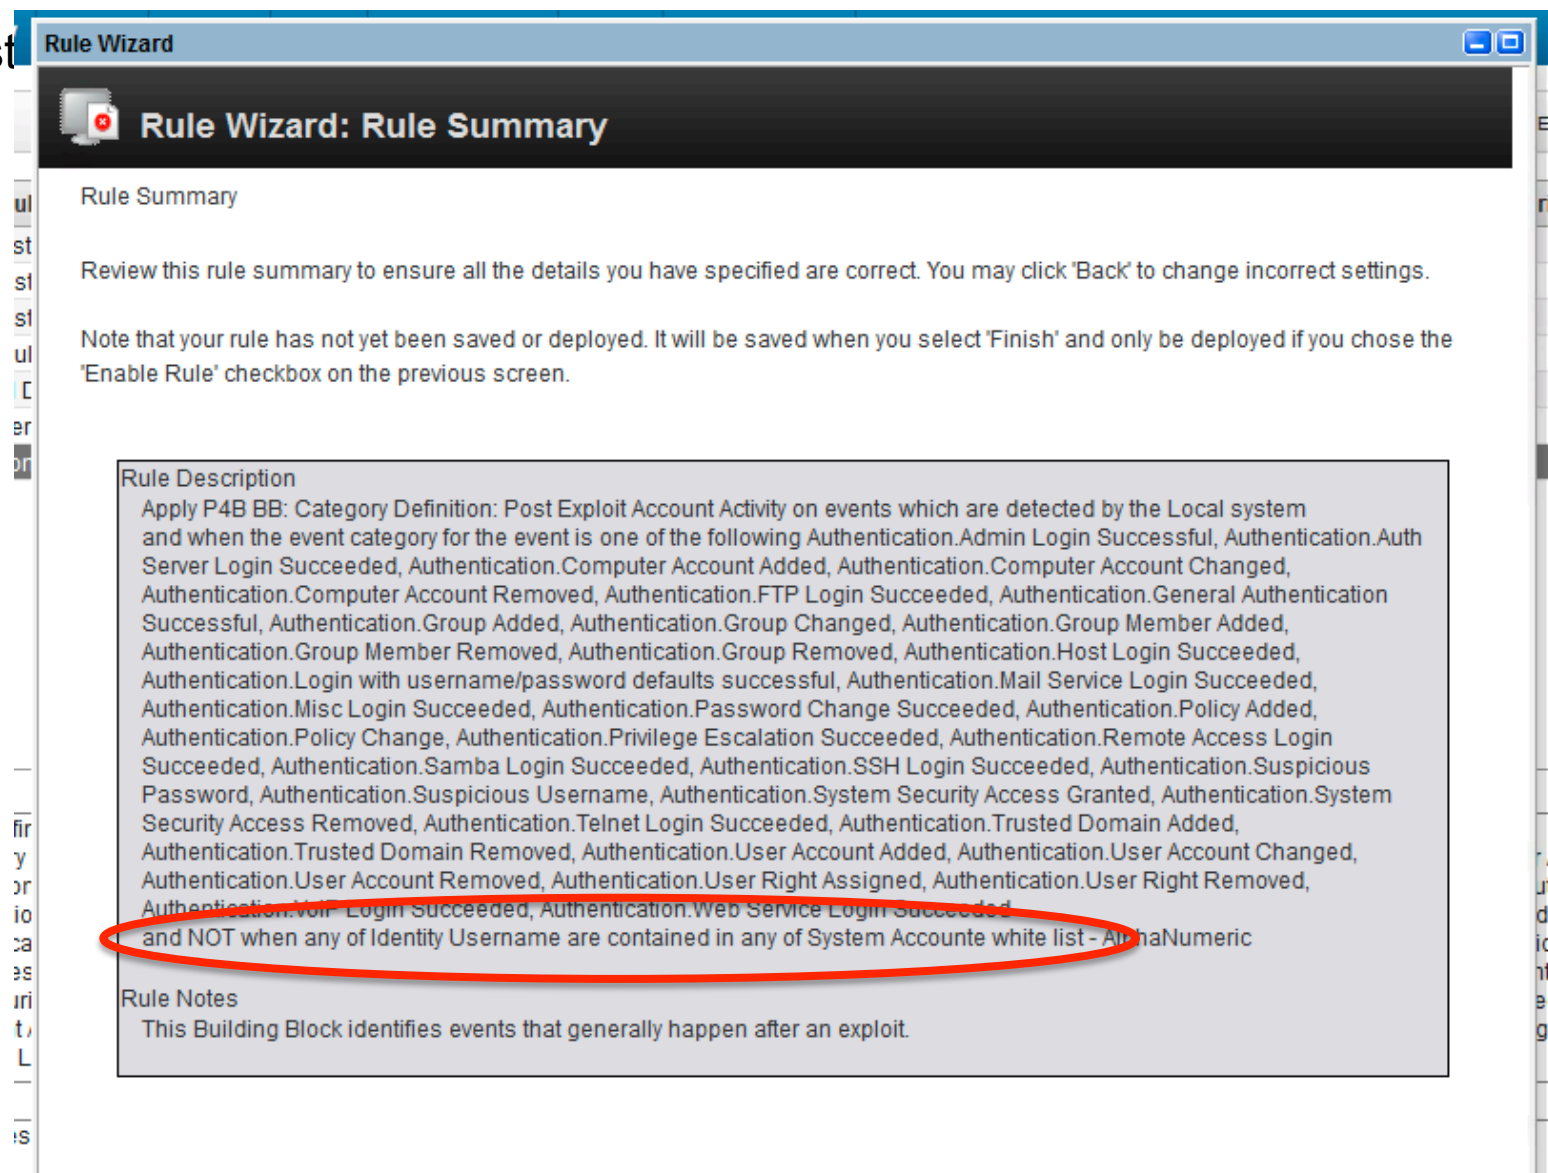 st
Rule Wizard
Rule Wizard: Rule Summary
Rule Summary
Review this rule summary to ensure all the details you have specified are correct. You may click 'Back' to change incorrect settings.
Note that your rule has not yet been saved or deployed. It will be saved when you select 'Finish' and only be deployed if you chose the
'Enable Rule' checkbox on the previous screen.
Rule Description
Apply P4B BB: Category Definition: Post Exploit Account Activity on events which are detected by the Local system
and when the event category for the event is one of the following Authentication.Admin Login Successful, Authentication.Auth
Server Login Succeeded, Authentication.Computer Account Added, Authentication.Computer Account Changed,
Authentication.Computer Account Removed, Authentication.FTP Login Succeeded, Authentication.General Authentication
Successful, Authentication.Group Added, Authentication.Group Changed, Authentication.Group Member Added,
Authentication.Group Member Removed, Authentication.Group Removed, Authentication.Host Login Succeeded,
Authentication.Login with username/password defaults successful, Authentication.Mail Service Login Succeeded,
Authentication.Misc Login Succeeded, Authentication.Password Change Succeeded, Authentication.Policy Added,
Authentication.Policy Change, Authentication.Privilege Escalation Succeeded, Authentication.Remote Access Login
Succeeded, Authentication.Samba Login Succeeded, Authentication.SSH Login Succeeded, Authentication.Suspicious
Password, Authentication.Suspicious Username, Authentication.System Security Access Granted, Authentication.System
Security Access Removed, Authentication.Telnet Login Succeeded, Authentication.Trusted Domain Added,
Authentication.Trusted Domain Removed, Authentication.User Account Added, Authentication.User Account Changed,
Authentication.User Account Removed, Authentication.User Right Assigned, Authentication.User Right Removed,
Authentication.VoIP Login Succeeded, Authentication.Web Service Login Succeeded
and NOT when any of Identity Username are contained in any of System Accounte white list - AlphaNumeric
Rule Notes
This Building Block identifies events that generally happen after an exploit.